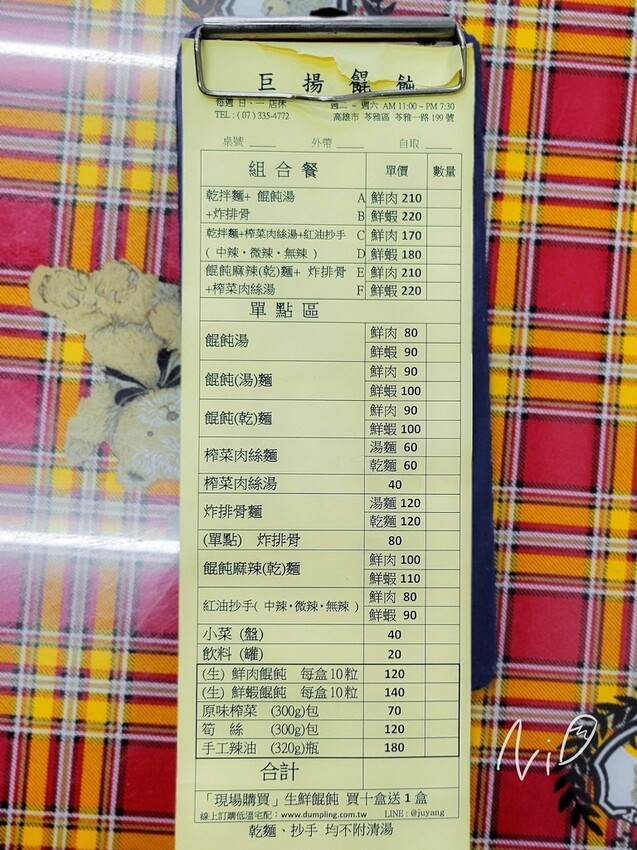 巨揚餛飩
每週 日、一 店休 週二 ~ 週六 AM 11:00 ~ PM 7:30
TEL : ( 07 ) 335-4772 高雄市 苓雅區 苓雅一路 199 號
桌號 外帶 自取
組合餐 單價 數量
乾拌麵+ 餛飩湯 A 鮮肉 210
+炸排骨 B 鮮蝦 220
乾拌麵+榨菜肉絲湯+紅油抄手 C 鮮肉 170
( 中辣・微辣・無辣 ) D 鮮蝦 180
餛飩麻辣(乾)麵+ 炸排骨 E 鮮肉 210
+榨菜肉絲湯 F 鮮蝦 220
單點區
餛飩湯 鮮肉 80
鮮蝦 90
餛飩(湯)麵 鮮肉 90
鮮蝦 100
餛飩(乾)麵 鮮肉 90
鮮蝦 100
榨菜肉絲麵 湯麵 60
乾麵 60
榨菜肉絲湯 40
炸排骨麵 湯麵 120
乾麵 120
(單點) 炸排骨 80
餛飩麻辣(乾)麵 鮮肉 100
鮮蝦 110
紅油抄手( 中辣・微辣・無辣 ) 鮮肉 80
鮮蝦 90
小菜 (盤) 40
飲料 (罐) 20
(生) 鮮肉餛飩 每盒10粒 120
(生) 鮮蝦餛飩 每盒10粒 140
原味榨菜 (300g)包 70
筍 絲 (300g)包 120
手工辣油 (320g)瓶 180
合計
「現場購買」生鮮餛飩 買十盒送 1 盒
線上訂購低溫宅配：www.dumpling.com.tw LINE : @juyang
乾麵、抄手 均不附清湯
NiD